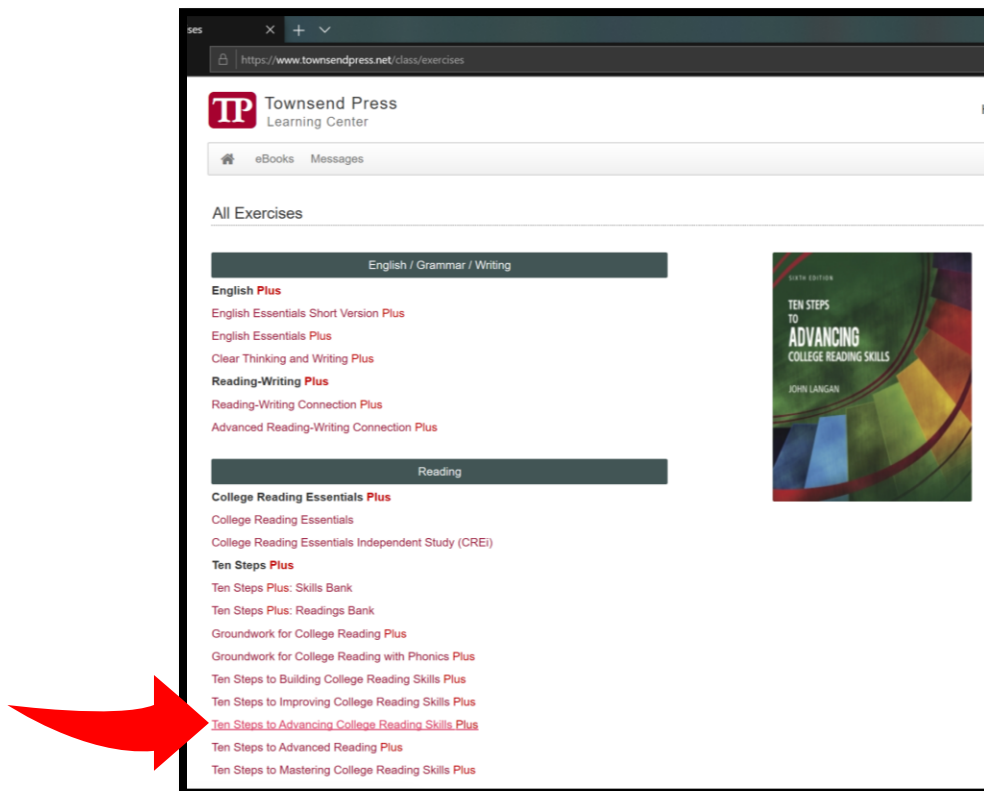 ses
https://www.townsendpress.net/class/exercises
TP
Townsend Press
Learning Center
eBooks Messages
All Exercises
English / Grammar / Writing
English Plus
English Essentials Short Version Plus
English Essentials Plus
Clear Thinking and Writing Plus
Reading-Writing Plus
Reading-Writing Connection Plus
Advanced Reading-Writing Connection Plus
Reading
College Reading Essentials Plus
College Reading Essentials
College Reading Essentials Independent Study (CREi)
Ten Steps Plus
Ten Steps Plus: Skills Bank
Ten Steps Plus: Readings Bank
Groundwork for College Reading Plus
Groundwork for College Reading with Phonics Plus
Ten Steps to Building College Reading Skills Plus
Ten Steps to Improving College Reading Skills Plus
Ten Steps to Advancing College Reading Skills Plus
Ten Steps to Advanced Reading Plus
Ten Steps to Mastering College Reading Skills Plus
SIXTH EDITION
TEN STEPS
TO
ADVANCING
COLLEGE READING SKILLS
JOHN LANGAN